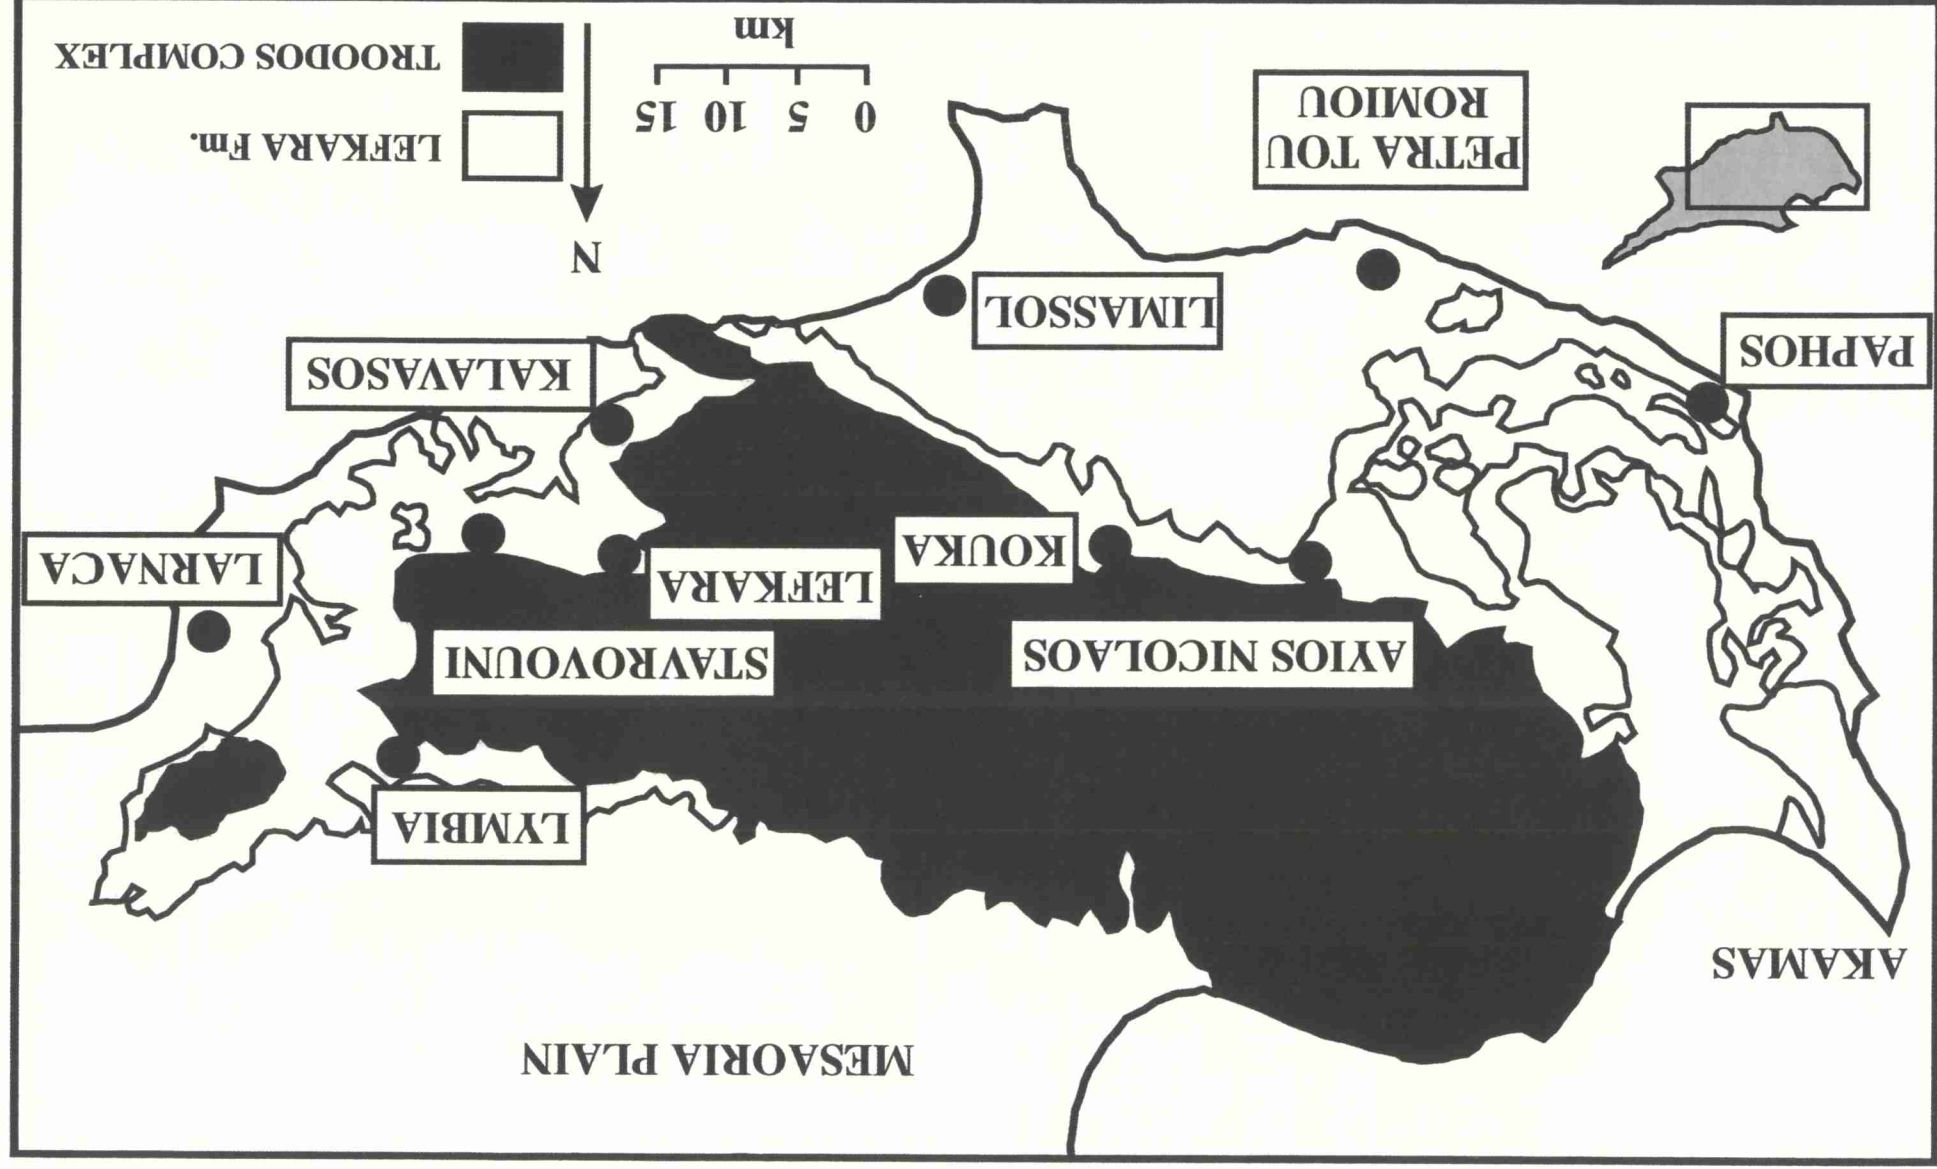 MESAORIA PLAIN
AKAMAS
LYMBIA
AYIOS NICOLAOS
STAVROVOUNI
LEFKARA
KOUKA
LARNACA
KALAVASOS
PAPHOS
LIMASSOL
PETRA TOU
ROMIOU
N
0 5 10 15
km
LEFKARA Fm.
TROODOS COMPLEX